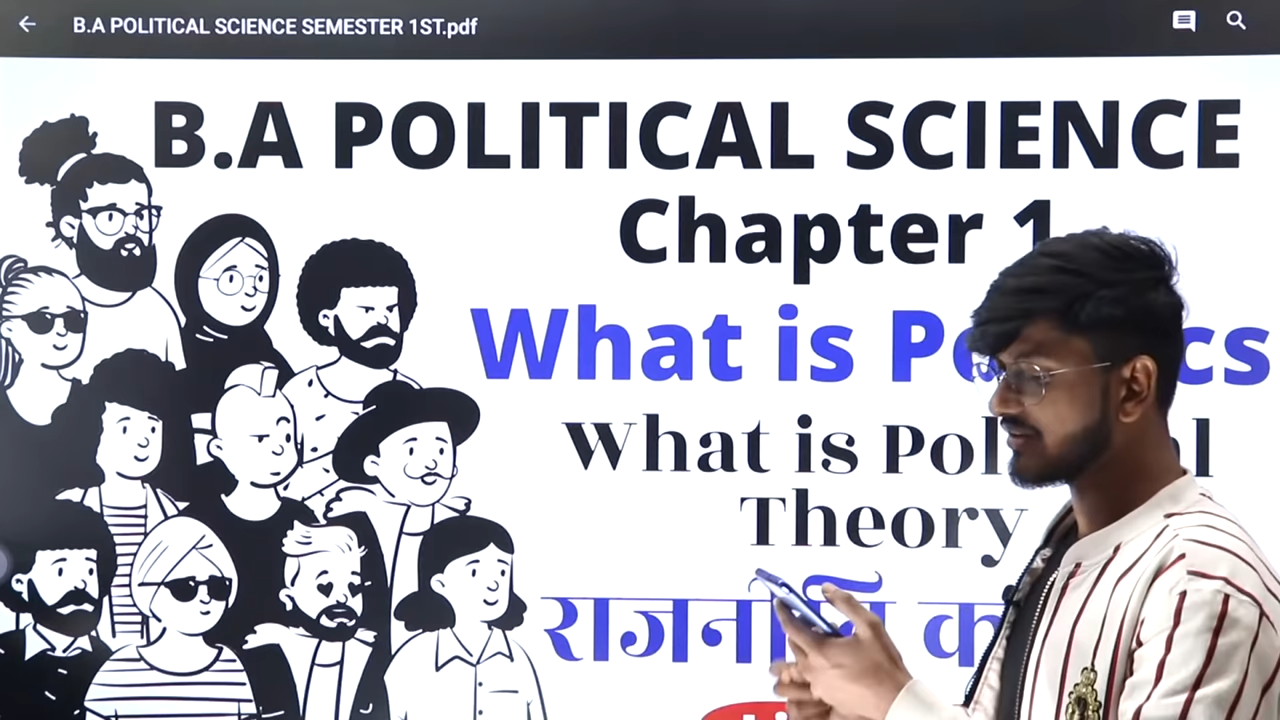 B.A POLITICAL SCIENCE SEMESTER 1ST.pdf
B.A POLITICAL SCIENCE
Chapter 1
What is
What is
Theory